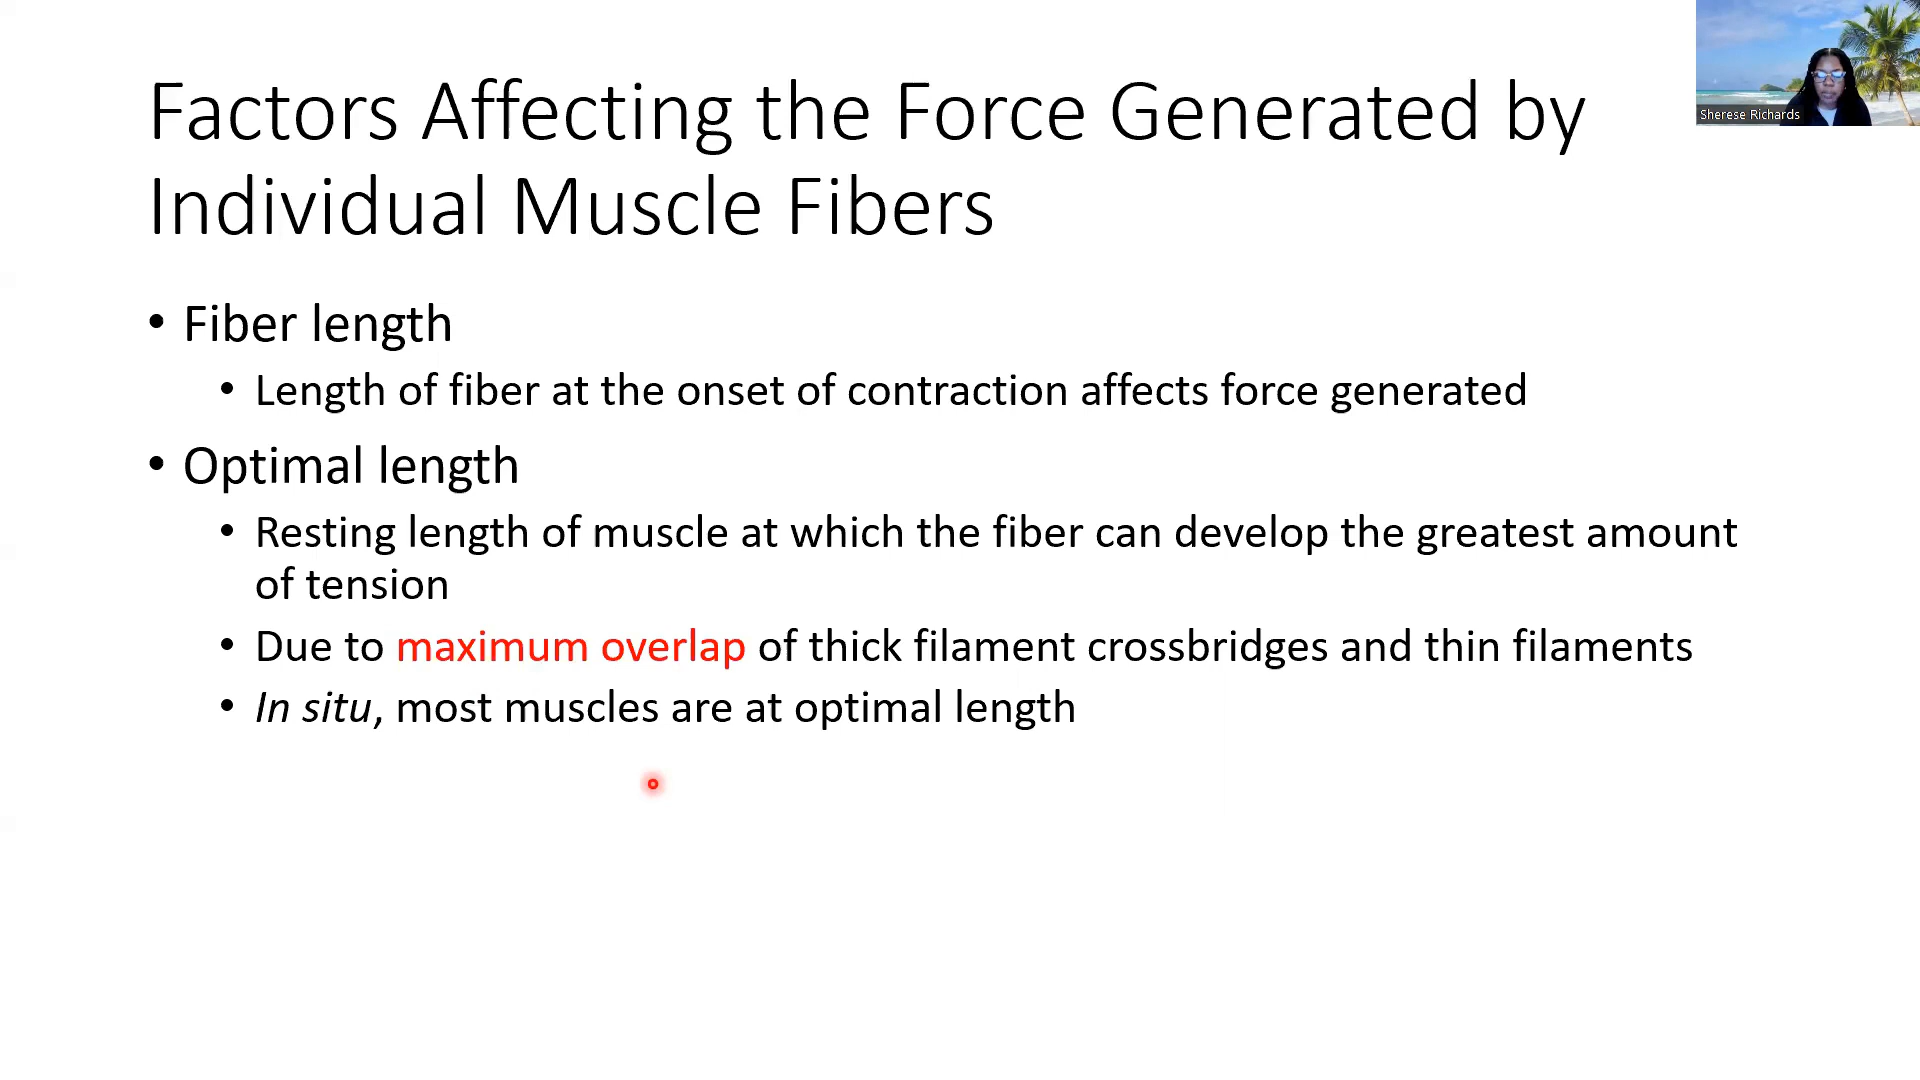 Factors Affecting the Force Generated by
Individual Muscle Fibers
Sherese Richards
• Fiber length
• Length of fiber at the onset of contraction affects force generated
• Optimal length
• Resting length of muscle at which the fiber can develop the greatest amount
of tension
• Due to maximum overlap of thick filament crossbridges and thin filaments
• In situ, most muscles are at optimal length